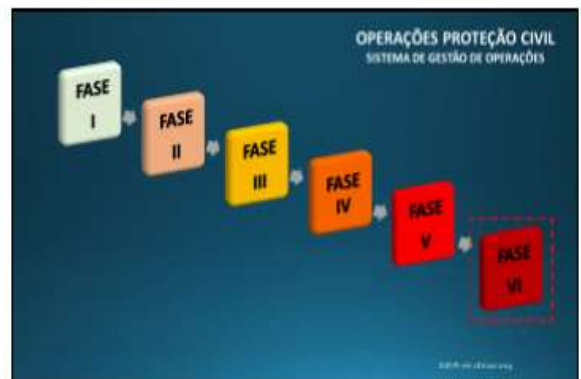 OPERAÇÕES PROTEÇÃO CIVIL
SISTEMA DE GESTÃO DE OPERAÇÕES
FASE
I
FASE
II
FASE
III
FASE
IV
FASE
V
FASE
VI